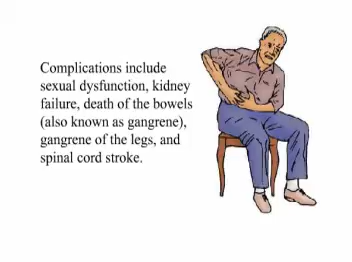 Complications include
sexual dysfunction, kidney
failure, death of the bowels
(also known as gangrene),
gangrene of the legs, and
spinal cord stroke.